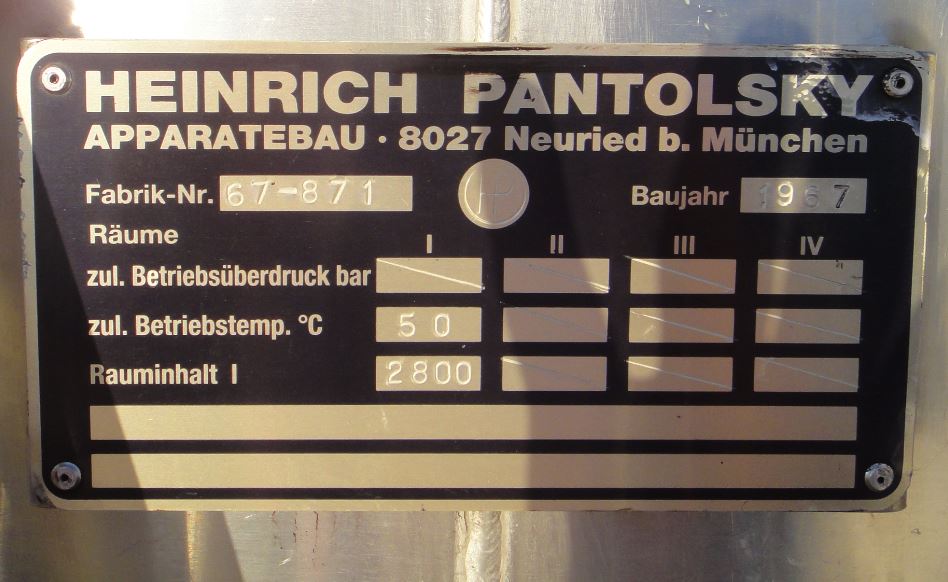 HEINRICH PANTOLSKY
APPARATEBAU · 8027 Neuried b. München
Fabrik-Nr. 67-871 HP Baujahr 1967
Räume I II III IV
zul. Betriebsüberdruck bar
zul. Betriebstemp. °C 50
Rauminhalt l 2800